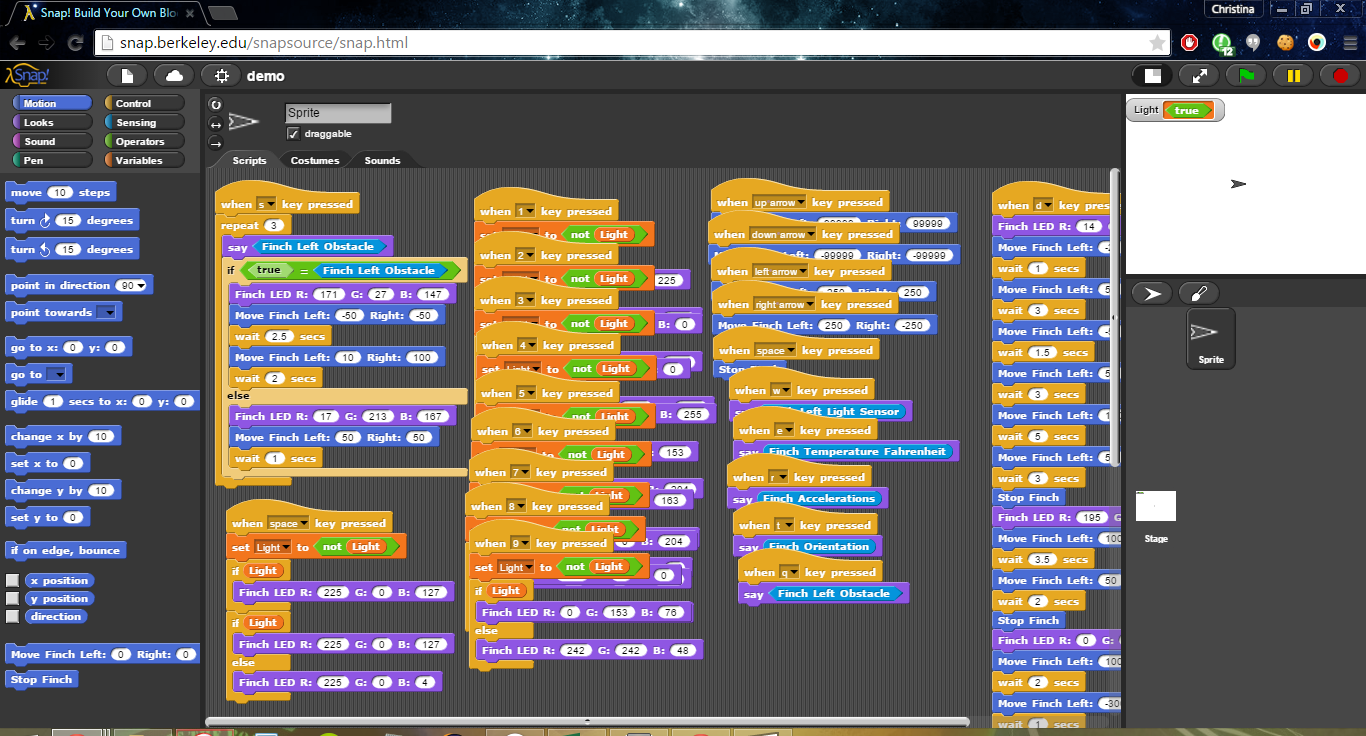 Snap! Build Your Own Blo
Christina
snap.berkeley.edu/snapsource/snap.html
12
Snap!
demo
Motion
Control
Looks
Sensing
Sound
Operators
Pen
Variables
move 10 steps
turn 15 degrees
turn 15 degrees
point in direction 90
point towards
go to x: 0 y: 0
go to
glide 1 secs to x: 0 y: 0
change x by 10
set x to 0
change y by 10
set y to 0
if on edge, bounce
x position
y position
direction
Move Finch Left: 0 Right: 0
Stop Finch
Sprite
draggable
Scripts Costumes Sounds
when s key pressed
repeat 3
say Finch Left Obstacle
if true = Finch Left Obstacle
Finch LED R: 171 G: 27 B: 147
Move Finch Left: -50 Right: -50
wait 2.5 secs
Move Finch Left: 10 Right: 100
wait 2 secs
else
Finch LED R: 17 G: 213 B: 167
Move Finch Left: 50 Right: 50
wait 1 secs
when space key pressed
set Light to not Light
if Light
Finch LED R: 225 G: 0 B: 127
if Light
Finch LED R: 225 G: 0 B: 127
else
Finch LED R: 225 G: 0 B: 4
when 1 key pressed
to not Light
when 2 key pressed
to not Light 225
when 3 key pressed
to not Light B: 0
when 4 key pressed
set Light to not Light 0
when 5 key pressed
to not Light B: 255
when 6 key pressed
to not Light 153
when 7 key pressed
Light 163
when 8 key pressed
not Light
204
when 9 key pressed
set Light to not Light 0
if Light
Finch LED R: 0 G: 153 B: 76
else
Finch LED R: 242 G: 242 B: 48
when up arrow key pressed
Right: 99999
when down arrow key pressed
Left: -99999 Right: -99999
when left arrow key pressed
250
when right arrow key pressed
Move Finch Left: 250 Right: -250
when space key pressed
Stop
when w key pressed
Left Light Sensor
when e key pressed
say Finch Temperature Fahrenheit
when r key pressed
say Finch Accelerations
when t key pressed
say Finch Orientation
when q key pressed
say Finch Left Obstacle
when d key pres
Finch LED R: 14
Move Finch Left:
wait 1 secs
Move Finch Left:
wait 3 secs
Move Finch Left:
wait 1.5 secs
Move Finch Left:
wait 3 secs
Move Finch Left:
wait 5 secs
Move Finch Left:
wait 3 secs
Stop Finch
Finch LED R: 195
Move Finch Left: 100
wait 3.5 secs
Move Finch Left: 50
wait 2 secs
Stop Finch
Finch LED R: 0 G:
Move Finch Left: 100
wait 2 secs
Move Finch Left: -30
wait 1 secs
Light true
Sprite
Stage